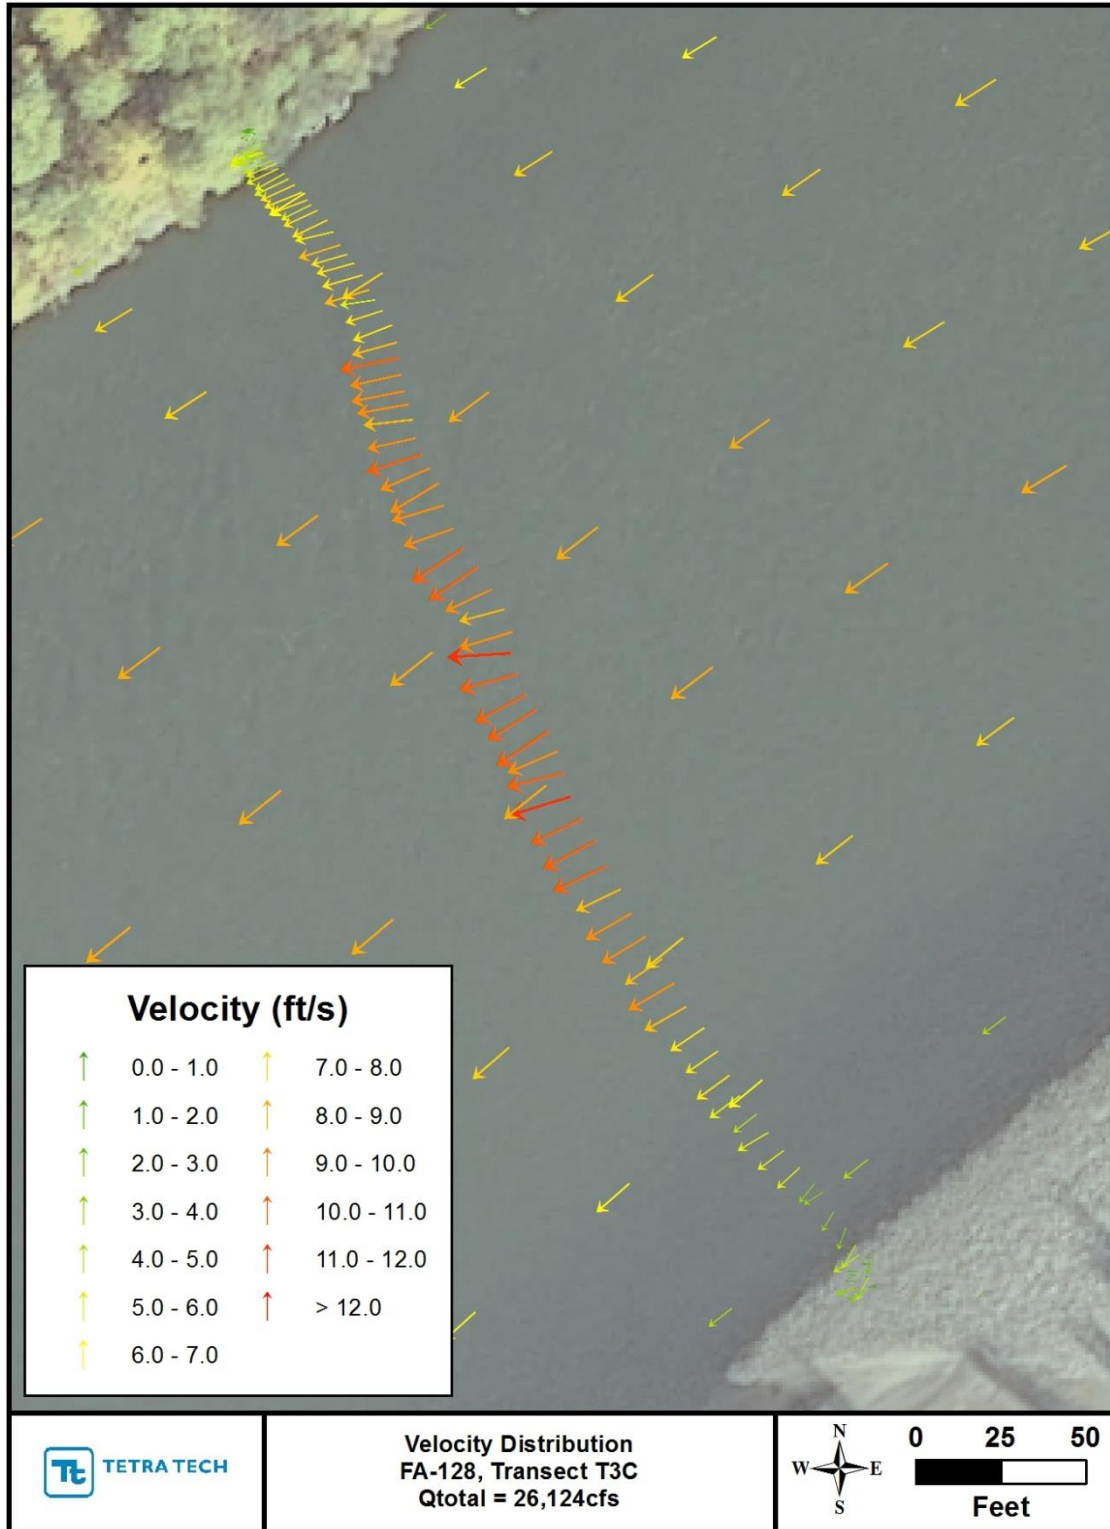 Velocity (ft/s)
0.0 - 1.0
1.0 - 2.0
2.0 - 3.0
3.0 - 4.0
4.0 - 5.0
5.0 - 6.0
6.0 - 7.0
7.0 - 8.0
8.0 - 9.0
9.0 - 10.0
10.0 - 11.0
11.0 - 12.0
> 12.0
Tt TETRA TECH
Velocity Distribution
FA-128, Transect T3C
Qtotal = 26,124cfs
N
W E
S
0 25 50
Feet